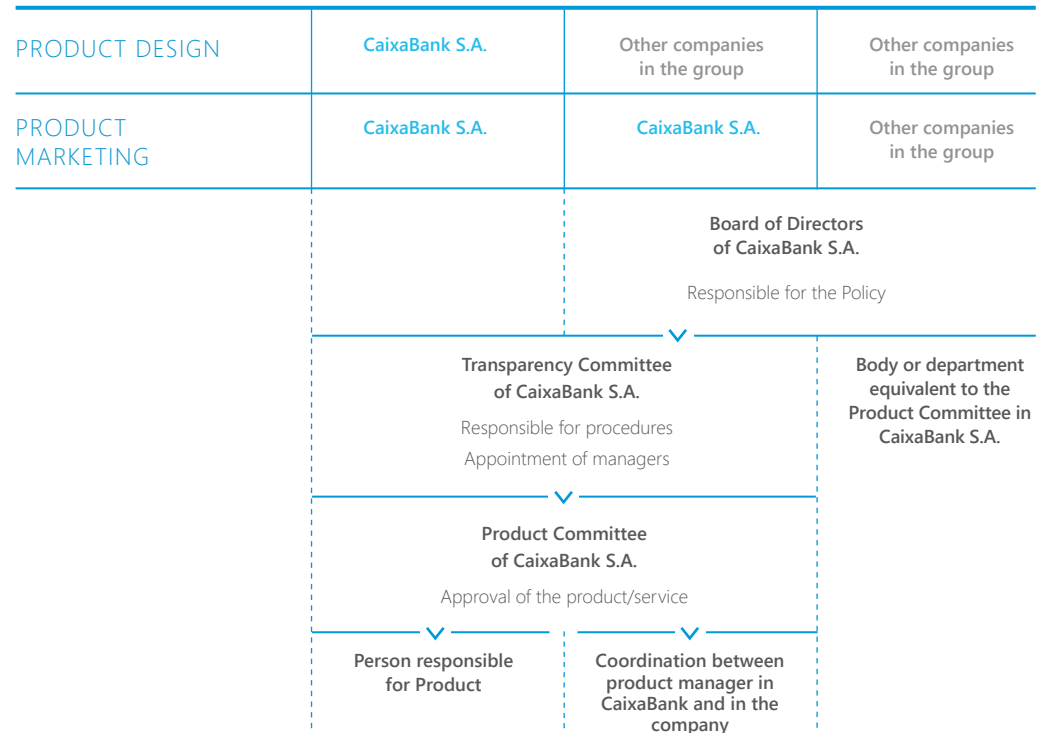 PRODUCT DESIGN
CaixaBank S.A.
Other companies
in the group
Other companies
in the group
PRODUCT
MARKETING
CaixaBank S.A.
CaixaBank S.A.
Other companies
in the group
Board of Directors
of CaixaBank S.A.
Responsible for the Policy
Transparency Committee
of CaixaBank S.A.
Responsible for procedures
Appointment of managers
Body or department
equivalent to the
Product Committee in
CaixaBank S.A.
Product Committee
of CaixaBank S.A.
Approval of the product/service
Person responsible
for Product
Coordination between
product manager in
CaixaBank and in the
company